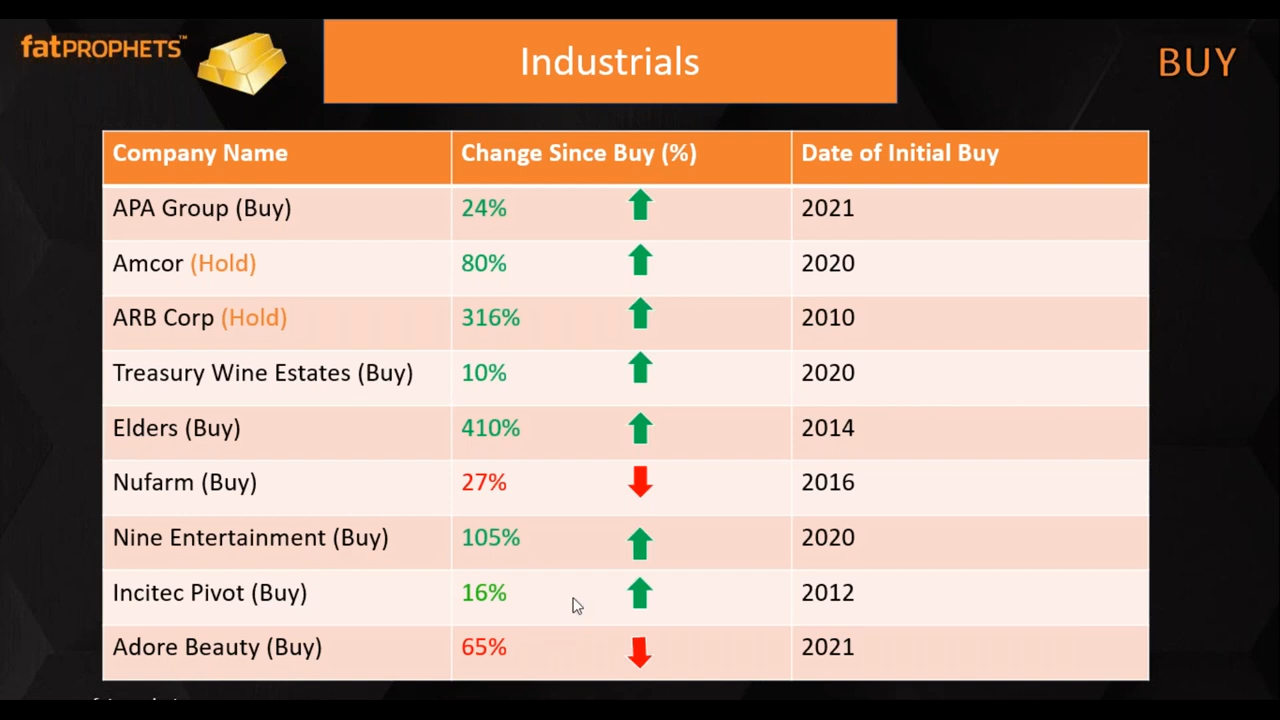 fatPROPHETS™
Industrials
BUY
Company Name Change Since Buy (%) Date of Initial Buy
APA Group (Buy) 24% 2021
Amcor (Hold) 80% 2020
ARB Corp (Hold) 316% 2010
Treasury Wine Estates (Buy) 10% 2020
Elders (Buy) 410% 2014
Nufarm (Buy) 27% 2016
Nine Entertainment (Buy) 105% 2020
Incitec Pivot (Buy) 16% 2012
Adore Beauty (Buy) 65% 2021